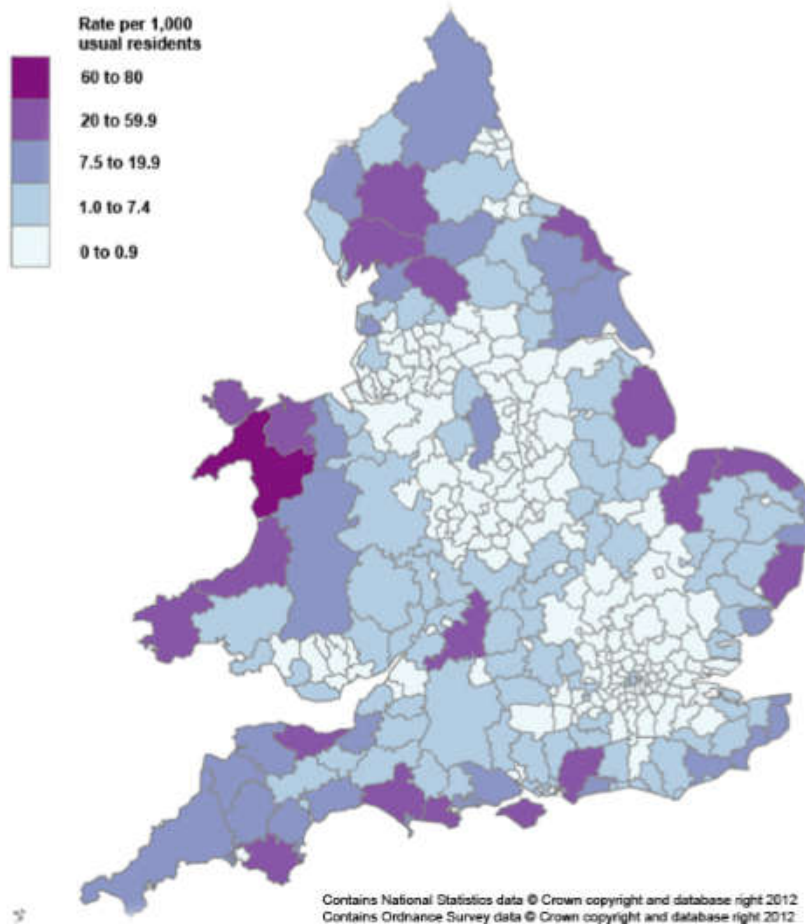 Rate per 1,000
usual residents
60 to 80
20 to 59.9
7.5 to 19.9
1.0 to 7.4
0 to 0.9
Contains National Statistics data © Crown copyright and database right 2012
Contains Ordnance Survey data © Crown copyright and database right 2012